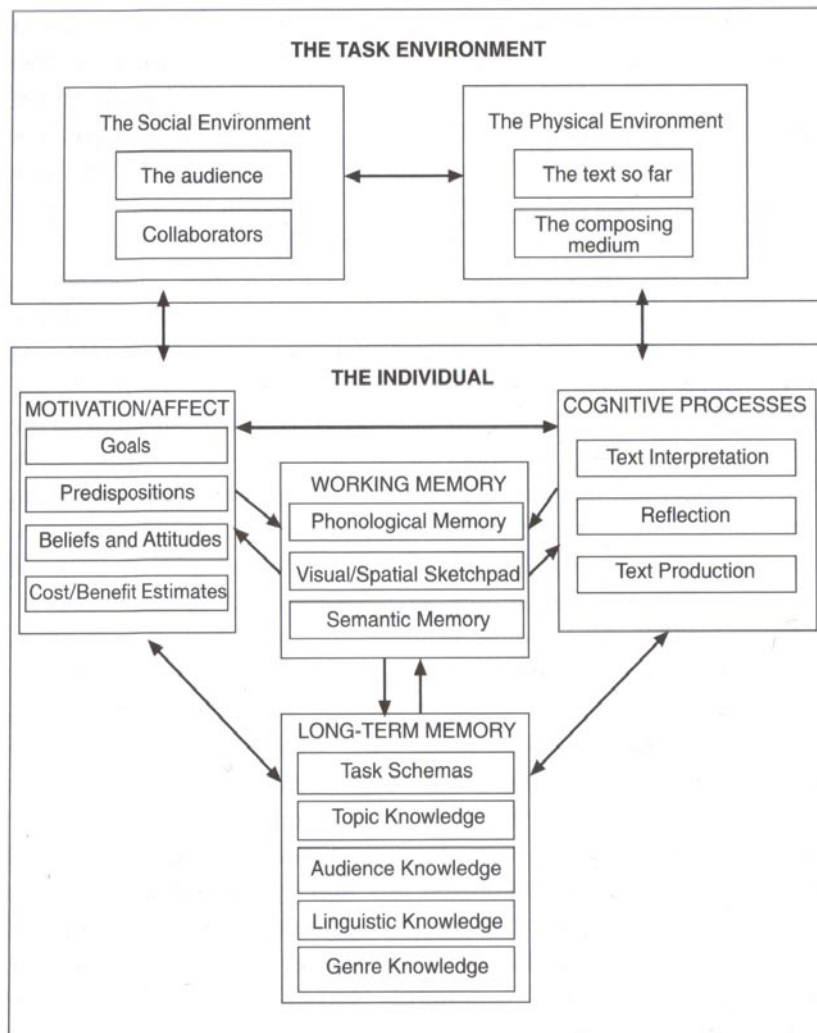 THE TASK ENVIRONMENT
The Social Environment
The audience
Collaborators
The Physical Environment
The text so far
The composing
medium
THE INDIVIDUAL
MOTIVATION/AFFECT
Goals
Predispositions
Beliefs and Attitudes
Cost/Benefit Estimates
WORKING MEMORY
Phonological Memory
Visual/Spatial Sketchpad
Semantic Memory
COGNITIVE PROCESSES
Text Interpretation
Reflection
Text Production
LONG-TERM MEMORY
Task Schemas
Topic Knowledge
Audience Knowledge
Linguistic Knowledge
Genre Knowledge